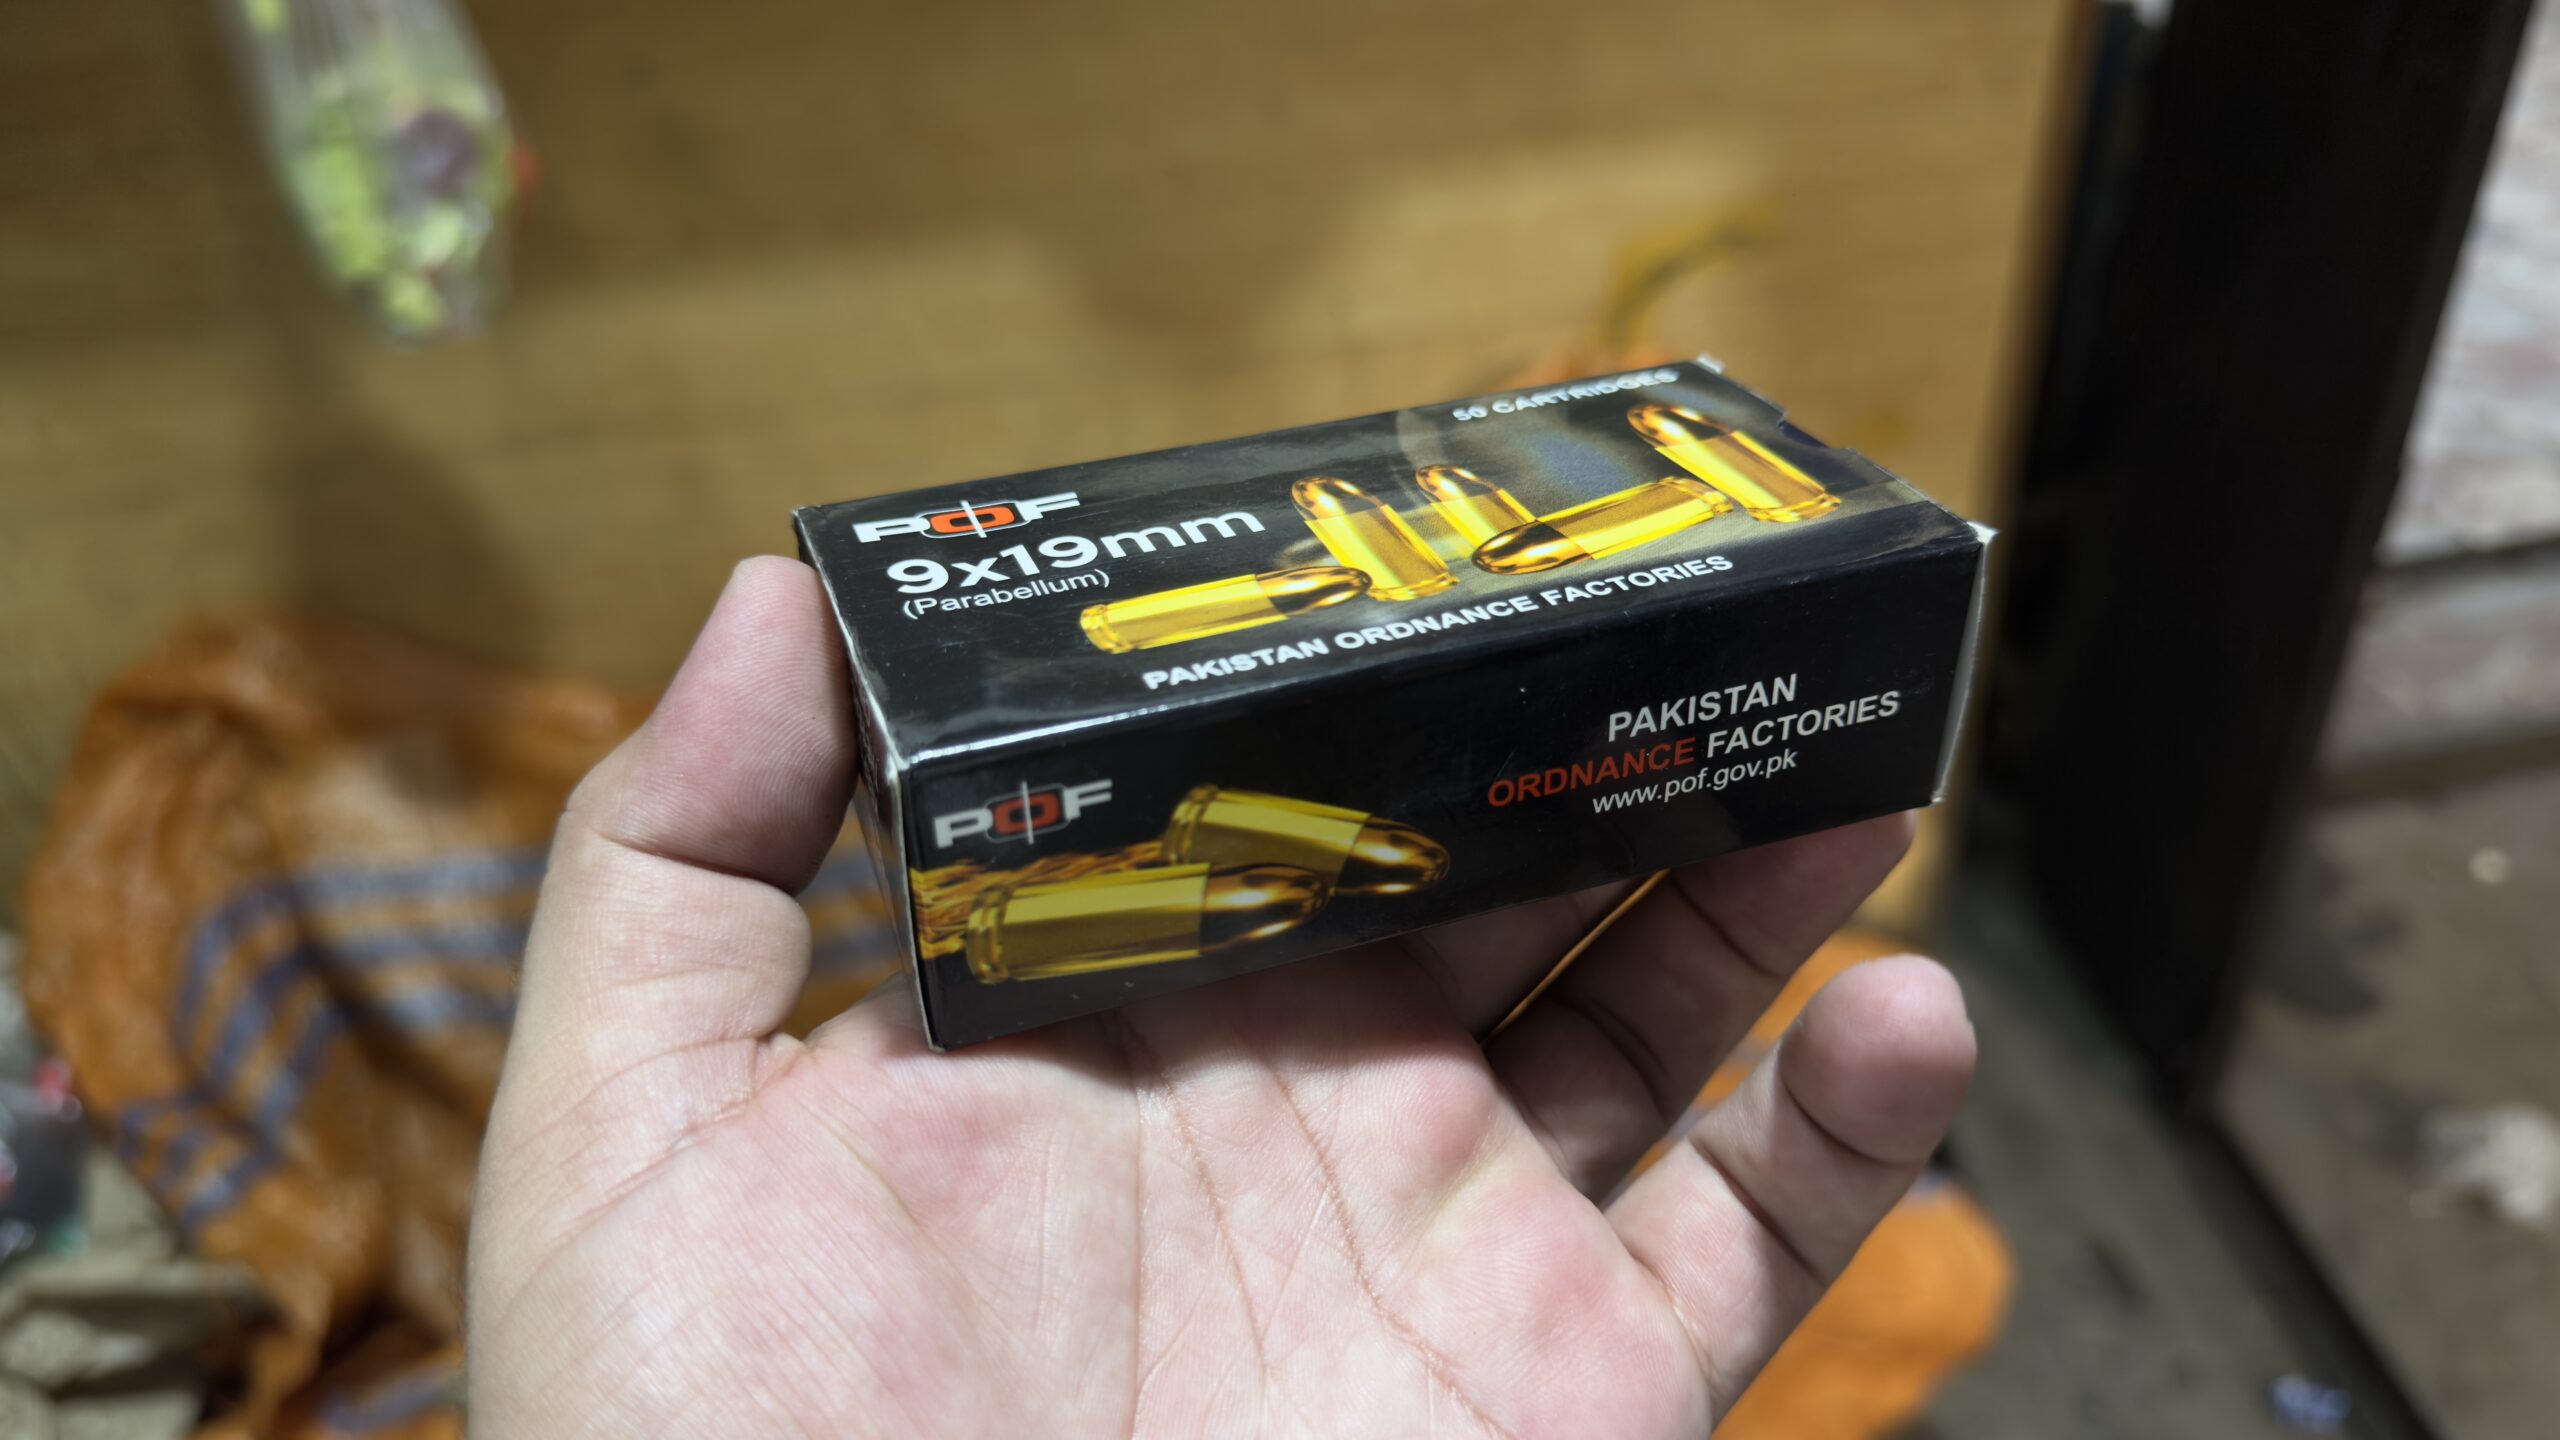 50 CARTRIDGES
POF
9x19mm
(Parabellum)
PAKISTAN ORDNANCE FACTORIES
POF
PAKISTAN
ORDNANCE FACTORIES
www.pof.gov.pk